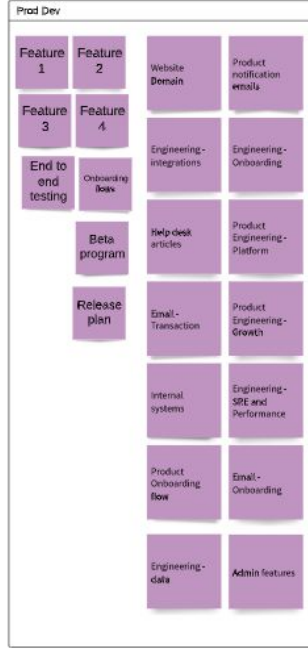 Prod Dev
Feature
1
Feature
2
Feature
3
Feature
4
End to
end
testing
Onboarding
flows
Beta
program
Release
plan
Website
Domain
Product
notification
emails
Engineering -
integrations
Engineering -
Onboarding
Help desk
articles
Product
Engineering -
Platform
Email -
Transaction
Product
Engineering -
Growth
Internal
systems
Engineering -
SRE and
Performance
Product
Onboarding
flow
Email -
Onboarding
Engineering -
data
Admin features